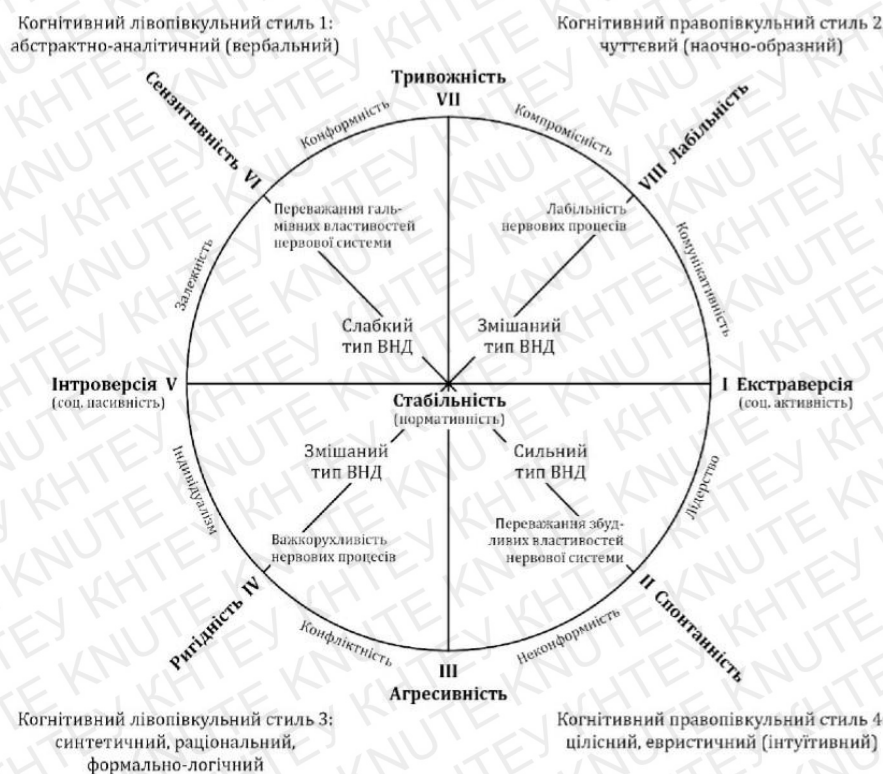 Когнітивний лівопівкульний стиль 1:
абстрактно-аналітичний (вербальний)
Когнітивний правопівкульний стиль 2
чуттєвий (наочно-образний)
Тривожність
VII
Сензитивність VI
Конформність
Компромісність
VIII Лабільність
Переважання галь-
мівних властивостей
нервової системи
Лабільність
нервових процесів
Залежність
Комунікативність
Слабкий
тип ВНД
Змішаний
тип ВНД
Інтроверсія V
(соц. пасивність)
I Екстраверсія
(соц. активність)
Стабільність
(нормативність)
Змішаний
тип ВНД
Сильний
тип ВНД
Індивідуалізм
Лідерство
Важкорухливість
нервових процесів
Переважання збуд-
ливих властивостей
нервової системи
Ригідність IV
Конфліктність
Неконформність
II Спонтанність
III
Агресивність
Когнітивний лівопівкульний стиль 3:
синтетичний, раціональний,
формально-логічний
Когнітивний правопівкульний стиль 4
цілісний, евристичний (інтуїтивний)
КНТЕУ KNUTE